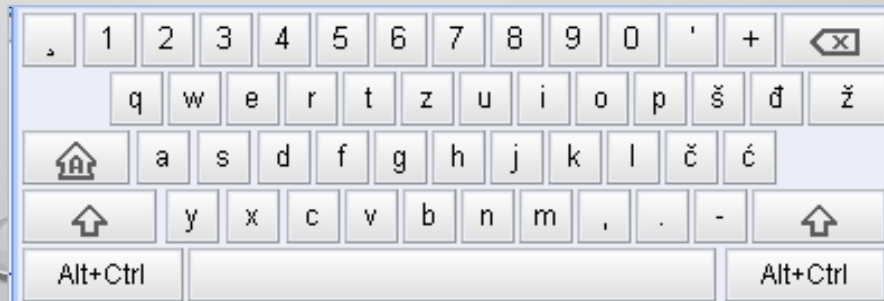 ¸ 1 2 3 4 5 6 7 8 9 0 ' +
q w e r t z u i o p š đ ž
a s d f g h j k l č ć
y x c v b n m , . -
Alt+Ctrl Alt+Ctrl